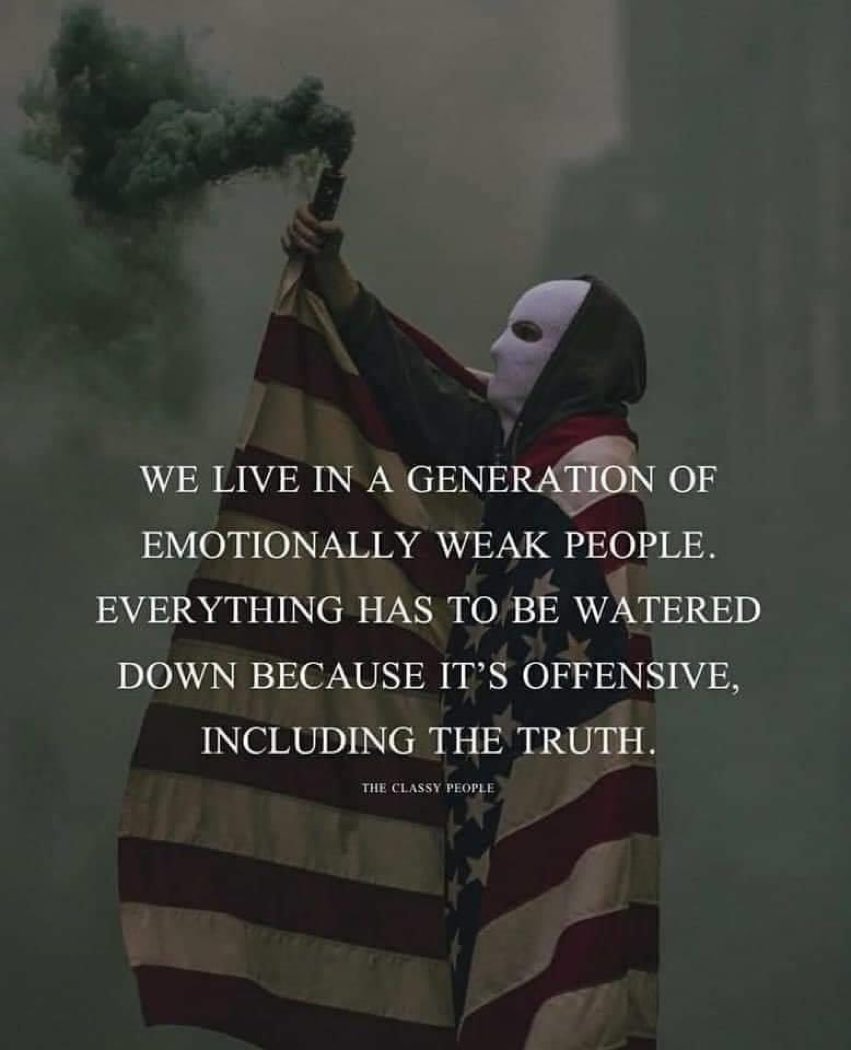 WE LIVE IN A GENERATION OF
EMOTIONALLY WEAK PEOPLE.
EVERYTHING HAS TO BE WATERED
DOWN BECAUSE IT’S OFFENSIVE,
INCLUDING THE TRUTH.
THE CLASSY PEOPLE